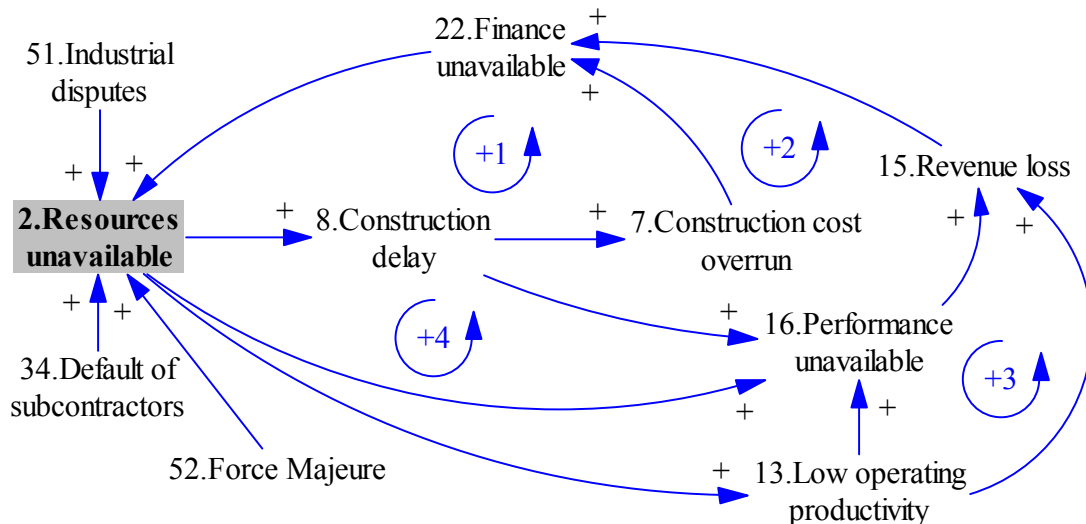 22.Finance
unavailable
51.Industrial
disputes
+
+
+
+
+1
+2
15.Revenue loss
2.Resources
unavailable
+
8.Construction
delay
+
7.Construction cost
overrun
+
+
+
+
+4
+
16.Performance
unavailable
+3
34.Default of
subcontractors
+
+
52.Force Majeure
+
13.Low operating
productivity